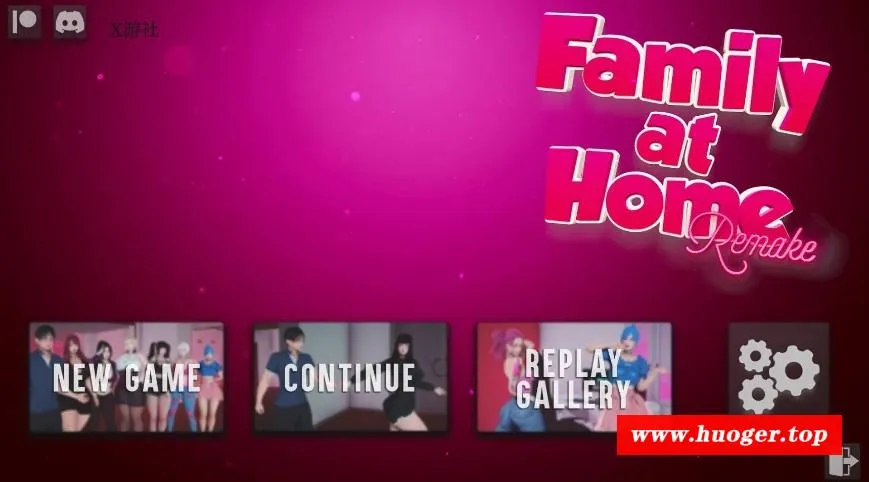 X游社
Family
at
Home
Remake
NEW GAME
CONTINUE
REPLAY
GALLERY
www.huoger.top